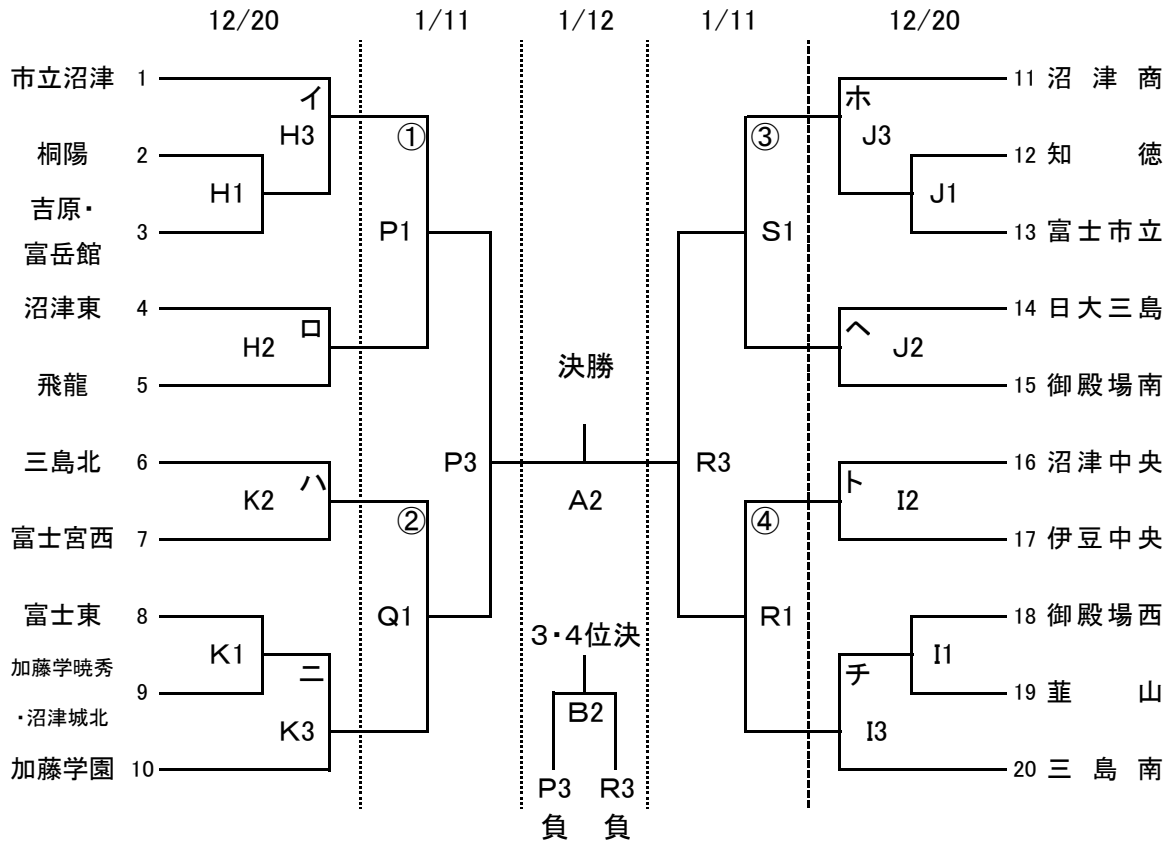 12/20 1/11 1/12 1/11 12/20
市立沼津 1
イ
H3
桐陽 2
H1
吉原・
富岳館
3
①
P1
沼津東 4
ロ
H2
飛龍 5
三島北 6
ハ
K2
富士宮西 7
P3
②
Q1
富士東 8
K1
加藤学暁秀
・沼津城北
9
ニ
K3
加藤学園 10
決勝
A2
3・4位決
B2
P3 R3
負 負
③
S1
R3
④
R1
ホ
J3
11 沼津商
12 知徳
J1
13 富士市立
14 日大三島
ヘ
J2
15 御殿場南
16 沼津中央
ト
I2
17 伊豆中央
18 御殿場西
I1
19 韮山
チ
I3
20 三島南